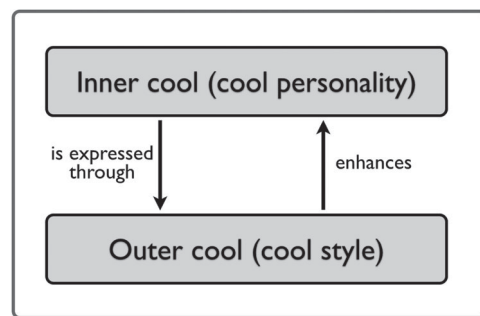 Inner cool (cool personality)
is expressed
through
enhances
Outer cool (cool style)